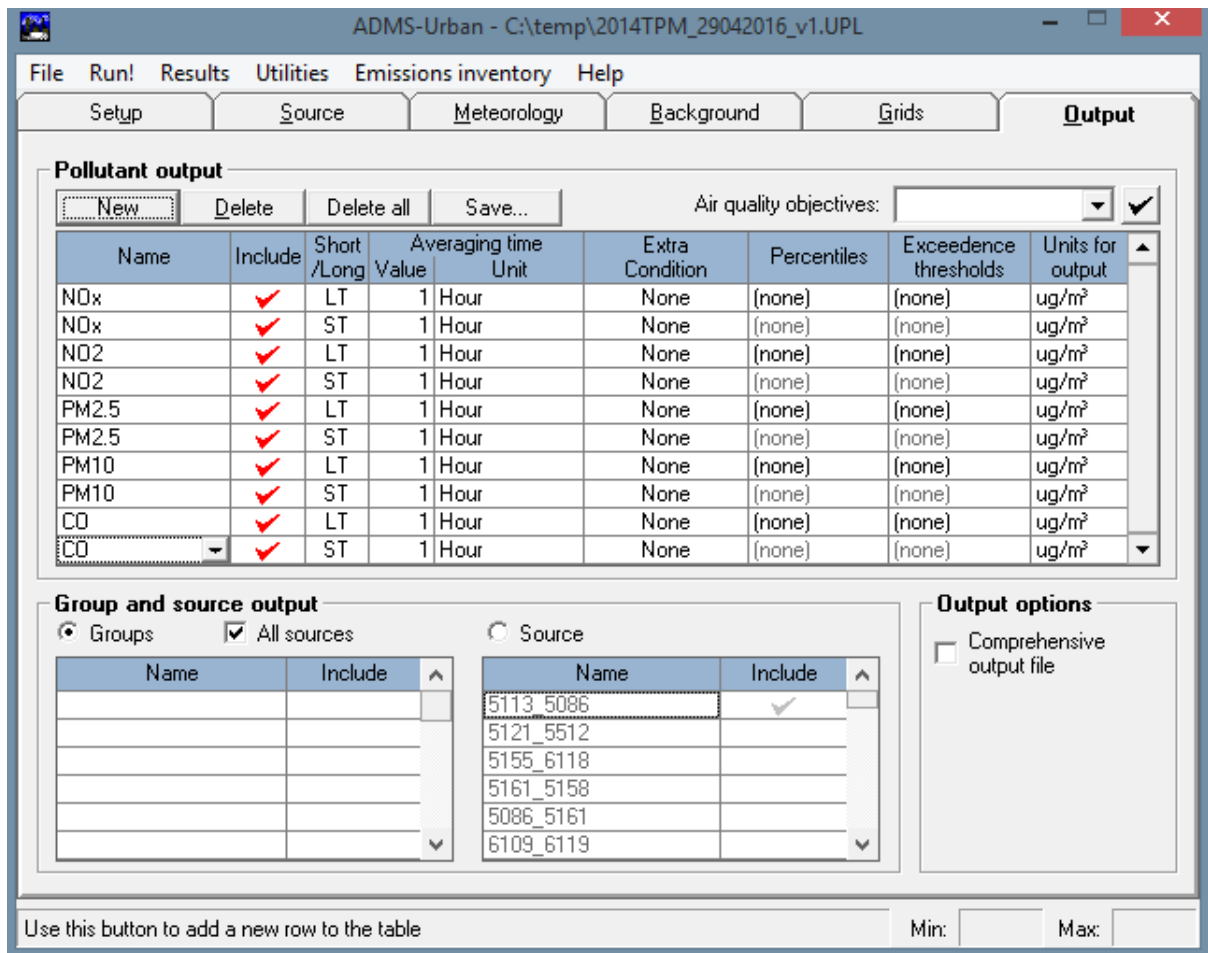 ADMS-Urban - C:\temp\2014TPM_29042016_v1.UPL
File Run! Results Utilities Emissions inventory Help
Setup Source Meteorology Background Grids Output
Pollutant output
New Delete Delete all Save... Air quality objectives:
Name Include Short /Long Averaging time Value Unit Extra Condition Percentiles Exceedence thresholds Units for output
NOx LT 1 Hour None (none) (none) ug/m³
NOx ST 1 Hour None (none) (none) ug/m³
NO2 LT 1 Hour None (none) (none) ug/m³
NO2 ST 1 Hour None (none) (none) ug/m³
PM2.5 LT 1 Hour None (none) (none) ug/m³
PM2.5 ST 1 Hour None (none) (none) ug/m³
PM10 LT 1 Hour None (none) (none) ug/m³
PM10 ST 1 Hour None (none) (none) ug/m³
CO LT 1 Hour None (none) (none) ug/m³
CO ST 1 Hour None (none) (none) ug/m³
Group and source output
Groups All sources Source
Name Include Name Include
5113_5086
5121_5512
5155_6118
5161_5158
5086_5161
6109_6119
Output options
Comprehensive
output file
Use this button to add a new row to the table Min: Max: